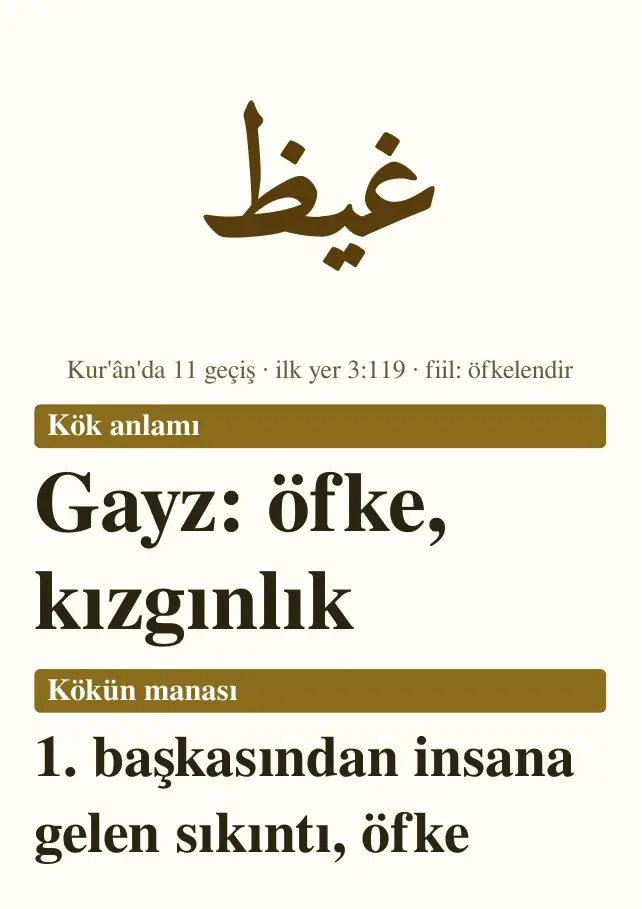 غيظ
Kur'ân'da 11 geçiş · ilk yer 3:119 · fiil: öfkelendir
Kök anlamı
Gayz: öfke,
kızgınlık
Kökün manası
1. başkasından insana
gelen sıkıntı, öfke